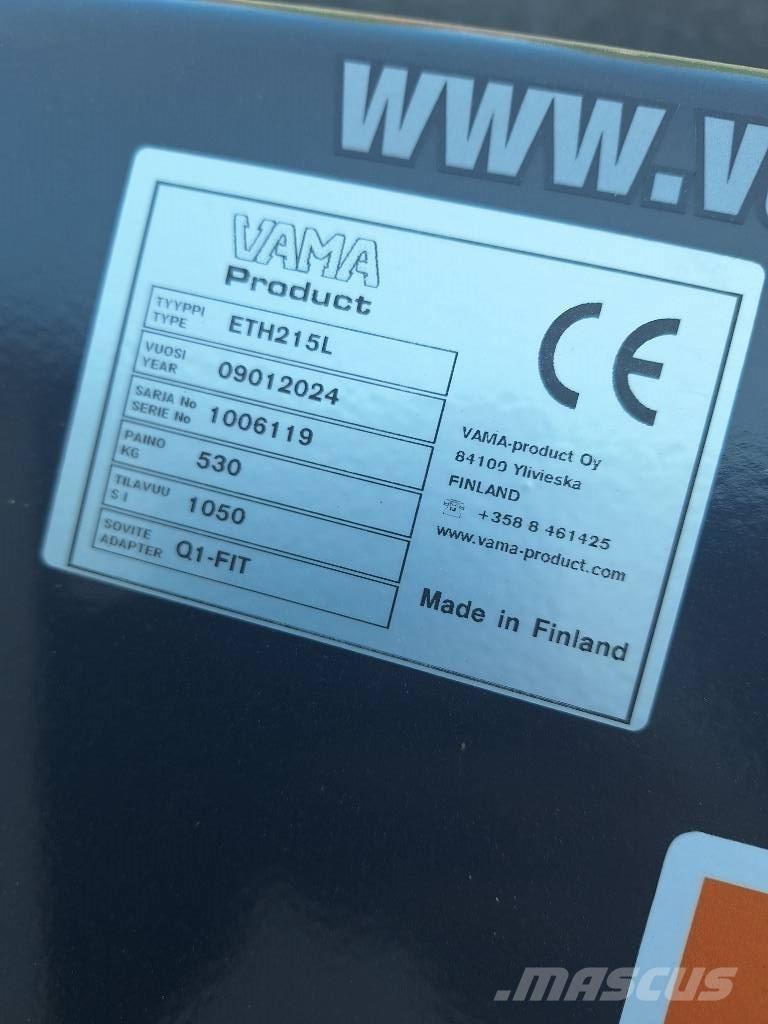 WWW.V
VAMA
Product
TYYPPI
TYPE
ETH215L
VUOSI
YEAR
09012024
SARJA No
SERIE No
1006119
PAINO
KG
530
TILAVUU
S l
1050
SOVITE
ADAPTER
Q1-FIT
CE
VAMA-product Oy
84100 Ylivieska
FINLAND
+358 8 461425
www.vama-product.com
Made in Finland
MASCUS